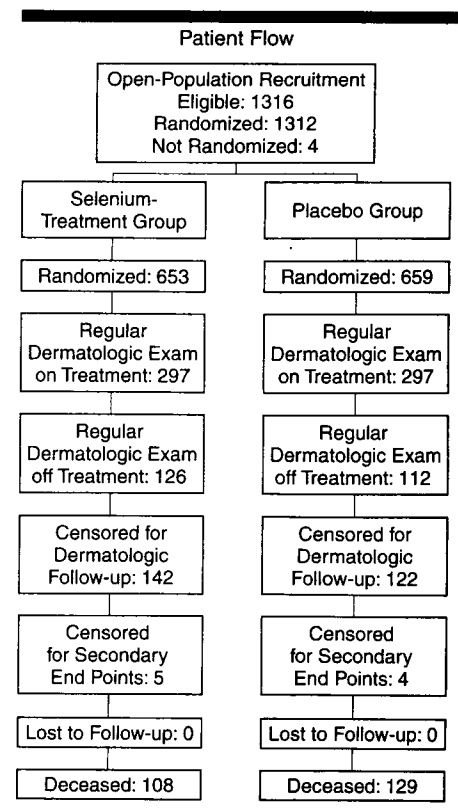 Patient Flow
Open-Population Recruitment
Eligible: 1316
Randomized: 1312
Not Randomized: 4
Selenium-
Treatment Group
Randomized: 653
Regular
Dermatologic Exam
on Treatment: 297
Regular
Dermatologic Exam
off Treatment: 126
Censored for
Dermatologic
Follow-up: 142
Censored
for Secondary
End Points: 5
Lost to Follow-up: 0
Deceased: 108
Placebo Group
Randomized: 659
Regular
Dermatologic Exam
on Treatment: 297
Regular
Dermatologic Exam
off Treatment: 112
Censored for
Dermatologic
Follow-up: 122
Censored
for Secondary
End Points: 4
Lost to Follow-up: 0
Deceased: 129